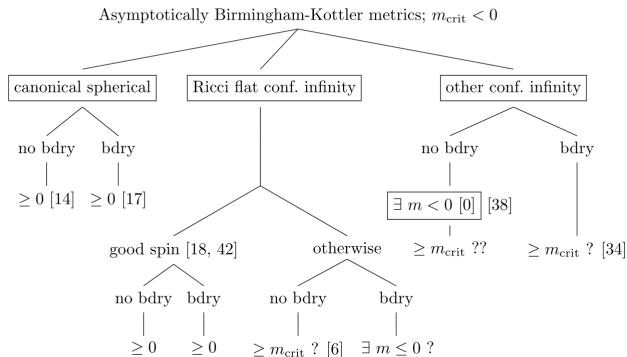 Asymptotically Birmingham-Kottler metrics; m_crit < 0
canonical spherical Ricci flat conf. infinity other conf. infinity
no bdry bdry no bdry bdry
≥ 0 [14] ≥ 0 [17] ∃ m < 0 [0] [38]
good spin [18, 42] otherwise ≥ m_crit ?? ≥ m_crit ? [34]
no bdry bdry no bdry bdry
≥ 0 ≥ 0 ≥ m_crit ? [6] ∃ m ≤ 0 ?